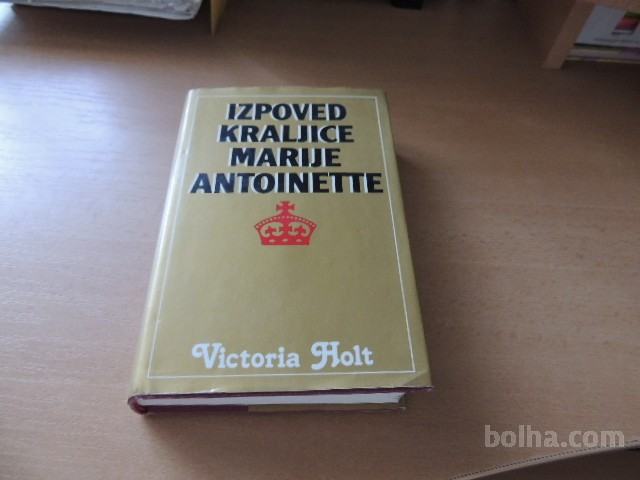 IZPOVED
KRALJICE
MARIJE
ANTOINETTE
Victoria Holt
bolha.com